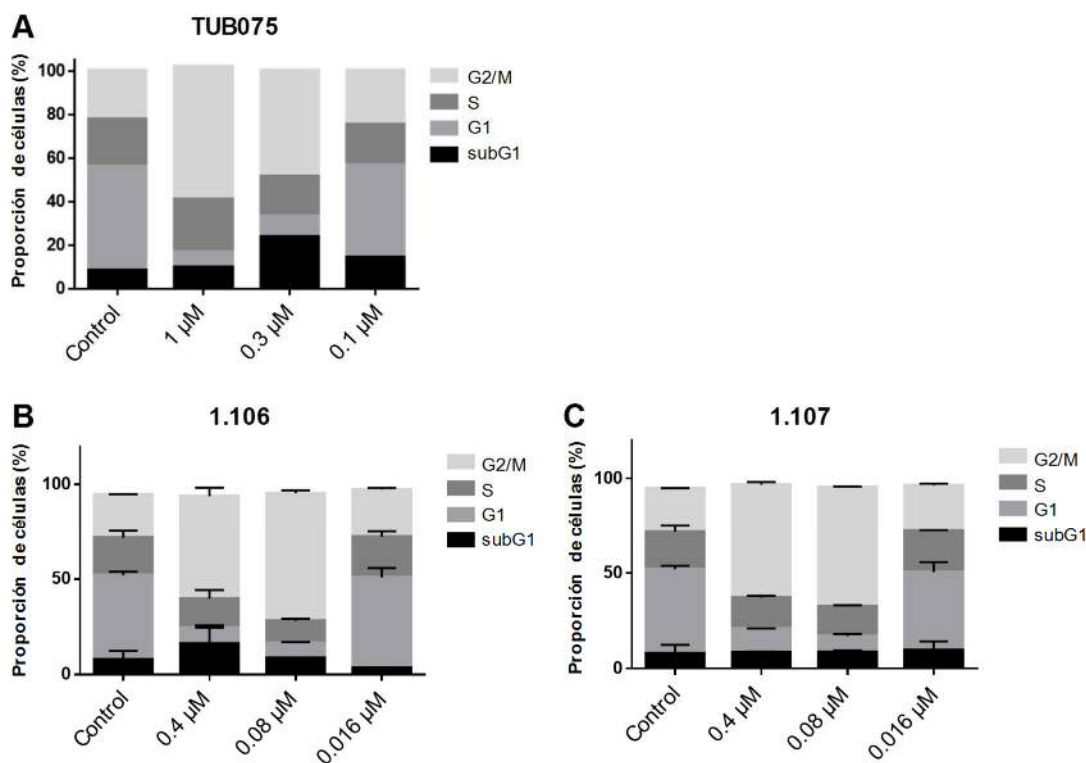 A
TUB075
Proporción de células (%)
100
80
60
40
20
0
Control
1 µM
0.3 µM
0.1 µM
G2/M
S
G1
subG1
B
1.106
Proporción de células (%)
100
50
0
Control
0.4 µM
0.08 µM
0.016 µM
G2/M
S
G1
subG1
C
1.107
Proporción de células (%)
100
50
0
Control
0.4 µM
0.08 µM
0.016 µM
G2/M
S
G1
subG1